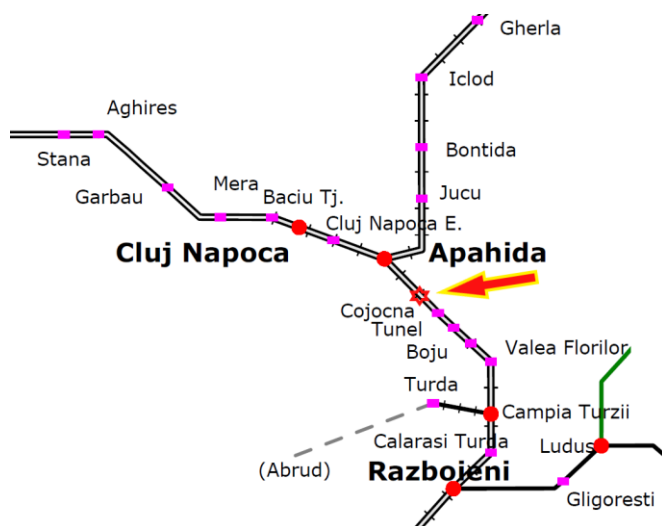 Gherla
Iclod
Aghires
Stana
Bontida
Garbau
Mera
Baciu Tj.
Jucu
Cluj Napoca E.
Cluj Napoca
Apahida
Cojocna
Tunel
Boju
Valea Florilor
Turda
Campia Turzii
Calarasi Turda
Ludus
(Abrud)
Razbojeni
Gligoresti